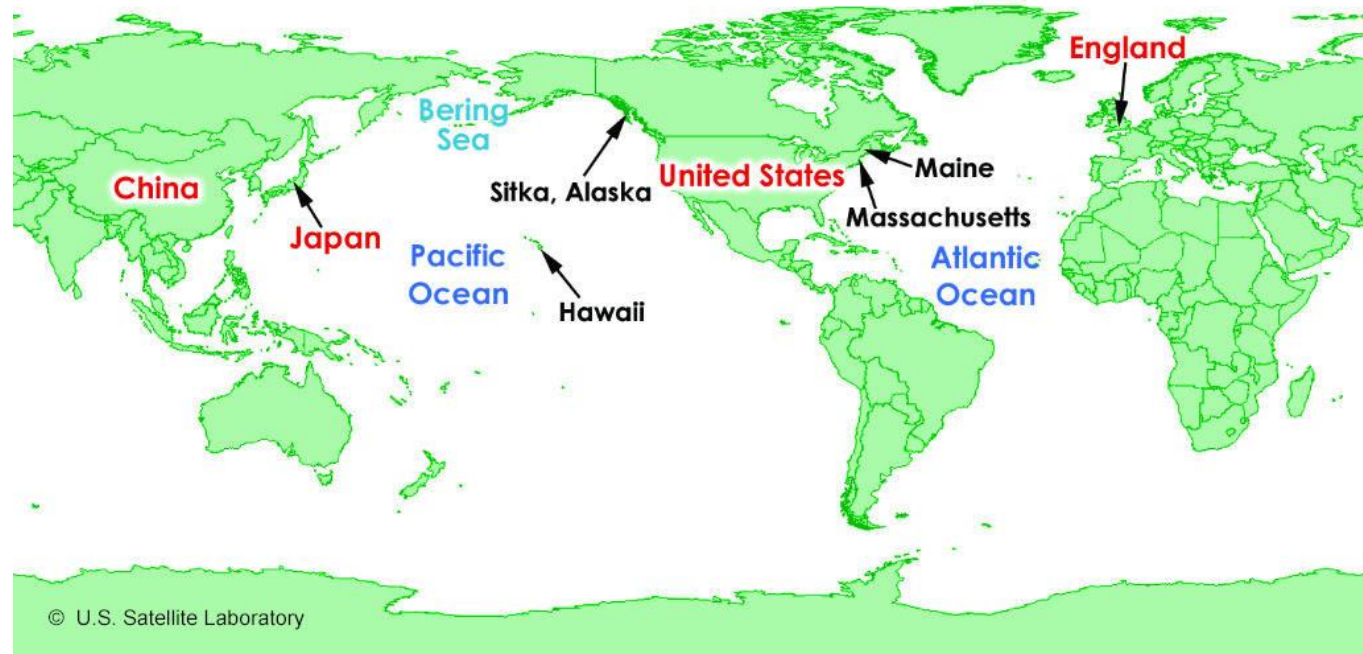 England
Bering
Sea
Maine
China
United States
Sitka, Alaska
Massachusetts
Japan
Pacific
Ocean
Atlantic
Ocean
Hawaii
© U.S. Satellite Laboratory